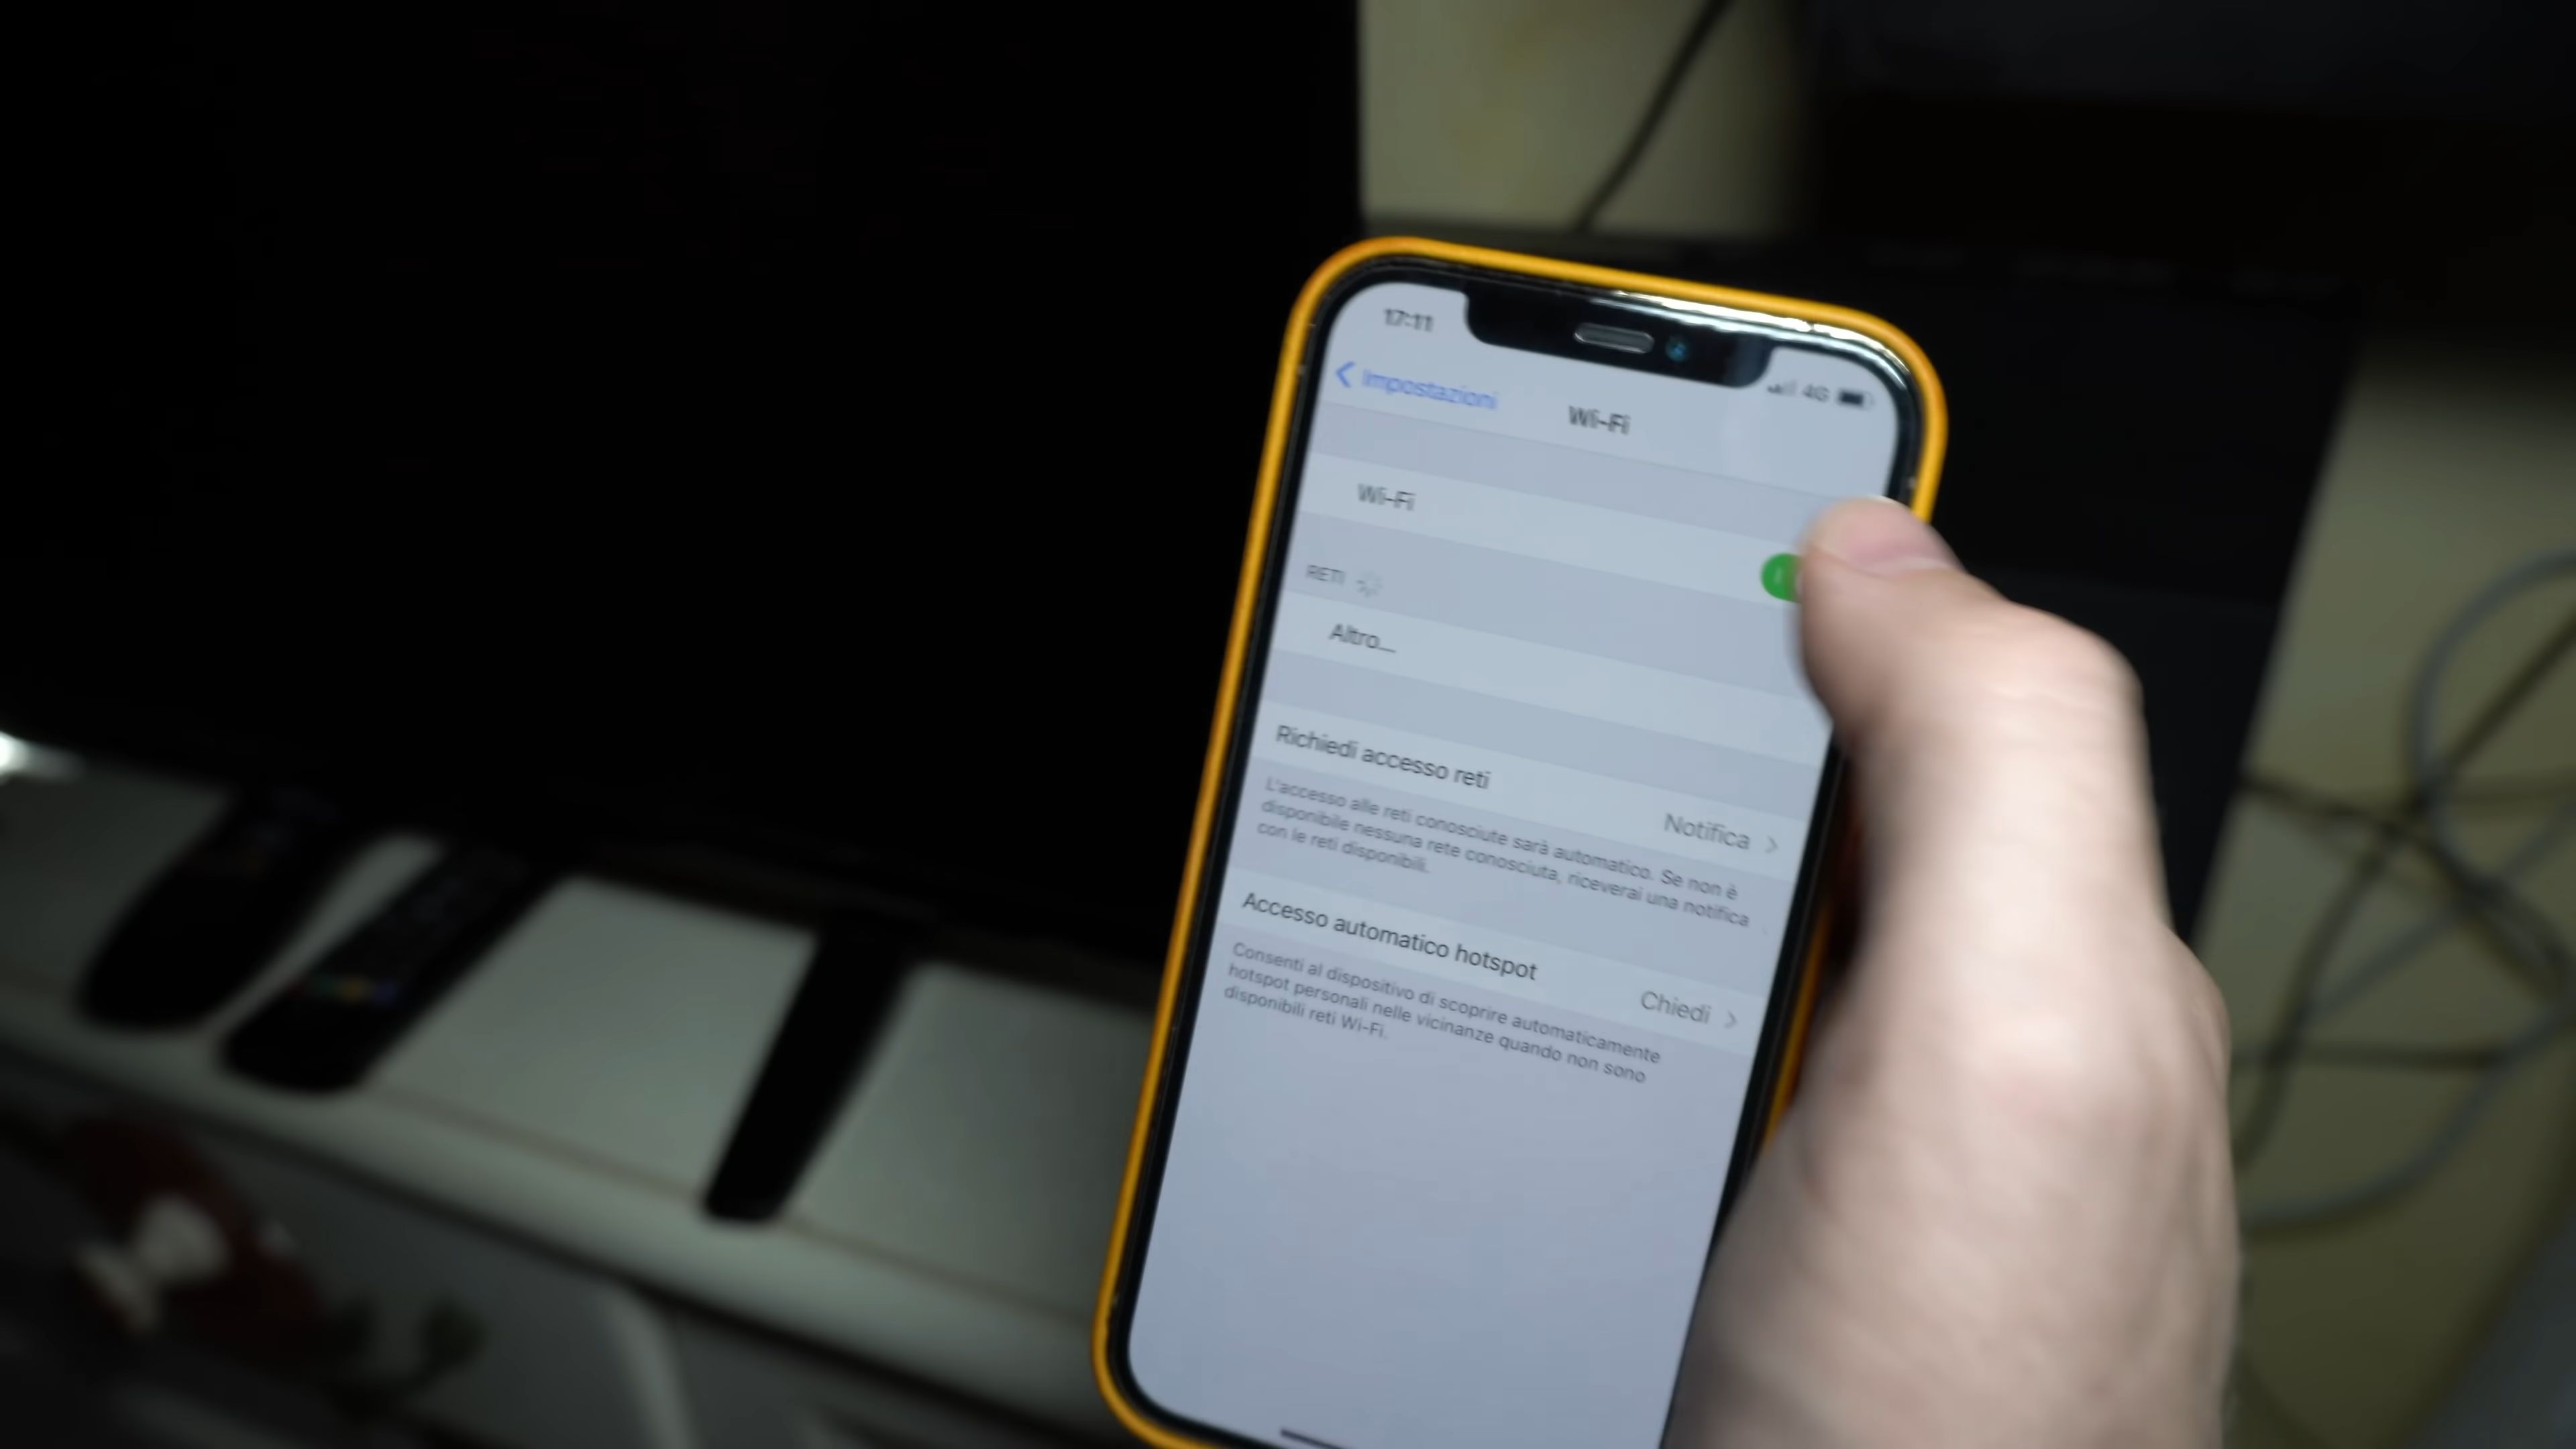 17:11
4G
Impostazioni
Wi-Fi
Wi-Fi
RETI
Altro...
Richiedi accesso reti
Notifica
L'accesso alle reti conosciute sarà automatico. Se non è
disponibile nessuna rete conosciuta, riceverai una notifica
con le reti disponibili.
Accesso automatico hotspot
Chiedi
Consenti al dispositivo di scoprire automaticamente
hotspot personali nelle vicinanze quando non sono
disponibili reti Wi-Fi.